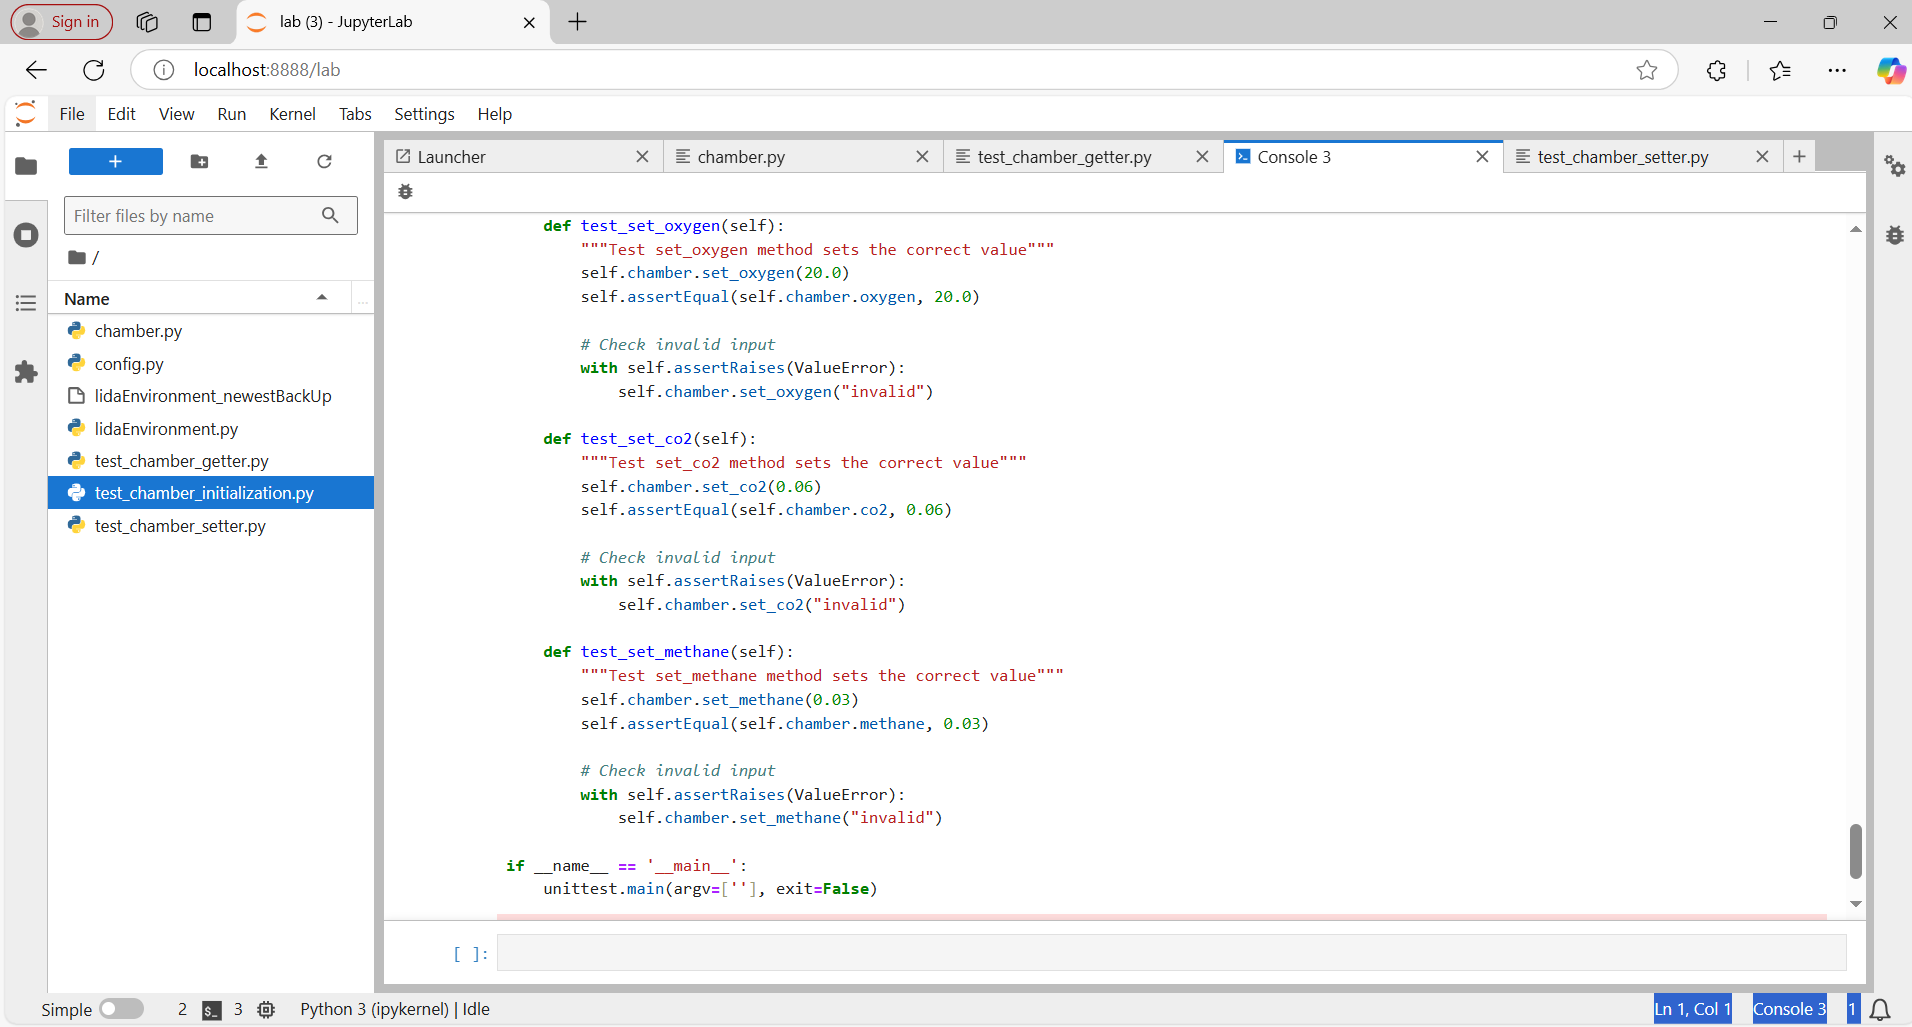 Sign in
lab (3) - JupyterLab
localhost:8888/lab
File Edit View Run Kernel Tabs Settings Help
Launcher
chamber.py
test_chamber_getter.py
Console 3
test_chamber_setter.py
Filter files by name
/
Name
...
chamber.py
config.py
lidaEnvironment_newestBackUp
lidaEnvironment.py
test_chamber_getter.py
test_chamber_initialization.py
test_chamber_setter.py
def test_set_oxygen(self):
"""Test set_oxygen method sets the correct value"""
self.chamber.set_oxygen(20.0)
self.assertEqual(self.chamber.oxygen, 20.0)
# Check invalid input
with self.assertRaises(ValueError):
self.chamber.set_oxygen("invalid")
def test_set_co2(self):
"""Test set_co2 method sets the correct value"""
self.chamber.set_co2(0.06)
self.assertEqual(self.chamber.co2, 0.06)
# Check invalid input
with self.assertRaises(ValueError):
self.chamber.set_co2("invalid")
def test_set_methane(self):
"""Test set_methane method sets the correct value"""
self.chamber.set_methane(0.03)
self.assertEqual(self.chamber.methane, 0.03)
# Check invalid input
with self.assertRaises(ValueError):
self.chamber.set_methane("invalid")
if __name__ == '__main__':
unittest.main(argv=[''], exit=False)
[ ]:
Simple 2 $_ 3 Python 3 (ipykernel) | Idle Ln 1, Col 1 Console 3 1